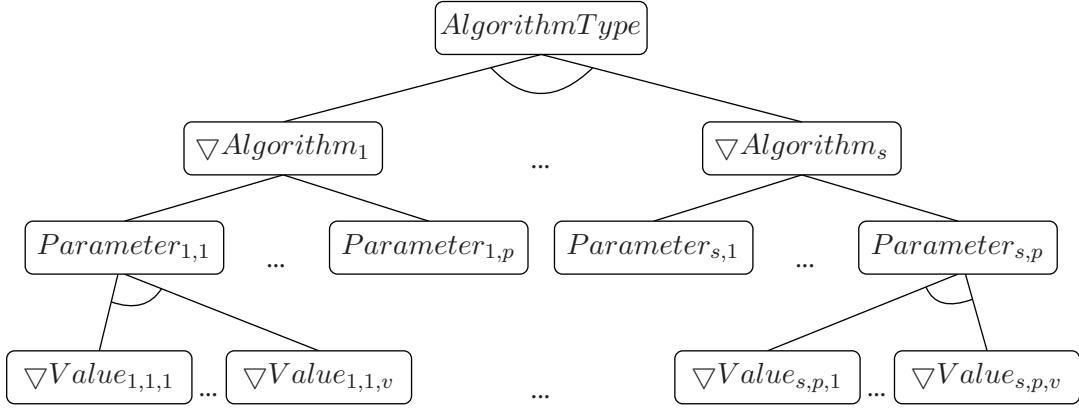 AlgorithmType
▽Algorithm₁ ... ▽Algorithmₛ
Parameter₁,₁ ... Parameter₁,ₚ Parameterₛ,₁ ... Parameterₛ,ₚ
▽Value₁,₁,₁ ... ▽Value₁,₁,ᵥ ... ▽Valueₛ,ₚ,₁ ... ▽Valueₛ,ₚ,ᵥ